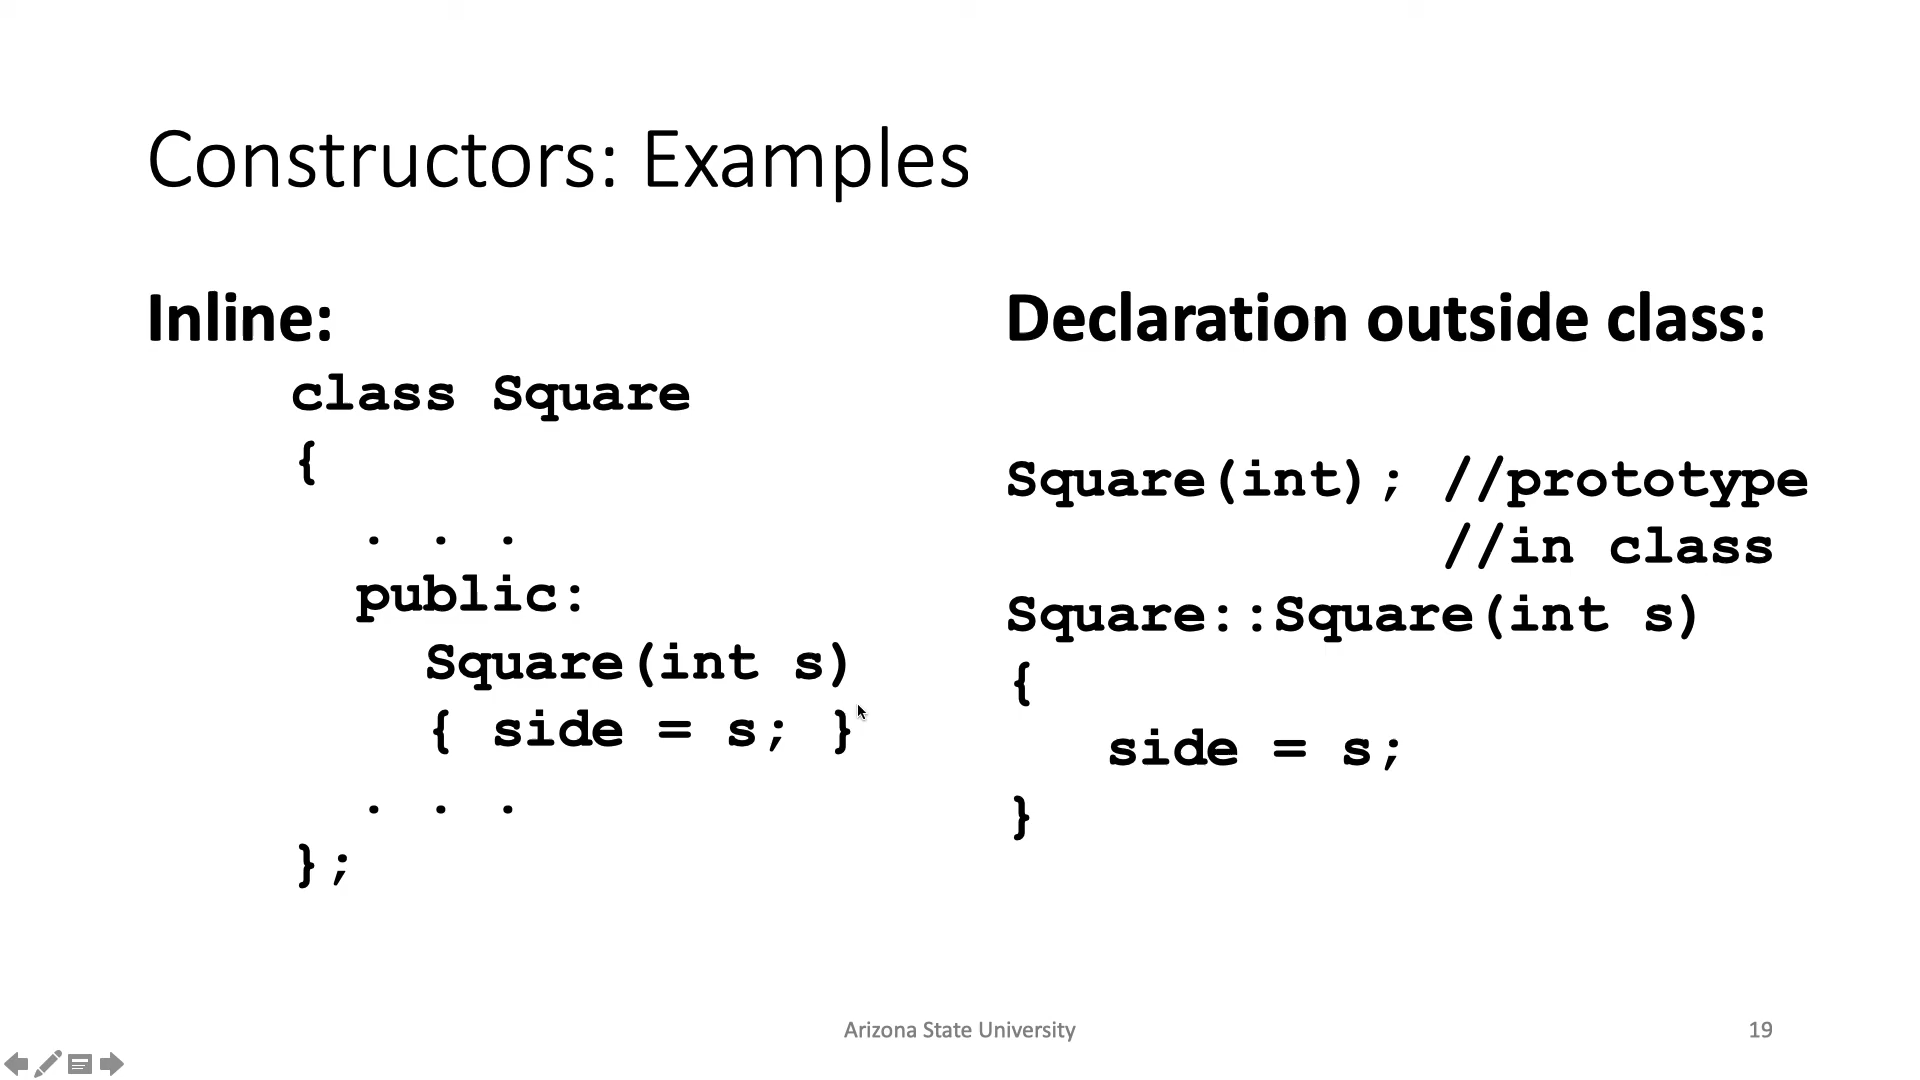 Constructors: Examples
Inline:
class Square
{
. . .
public:
Square(int s)
{ side = s; }
. . .
};
Declaration outside class:
Square(int); //prototype
//in class
Square::Square(int s)
{
side = s;
}
Arizona State University
19